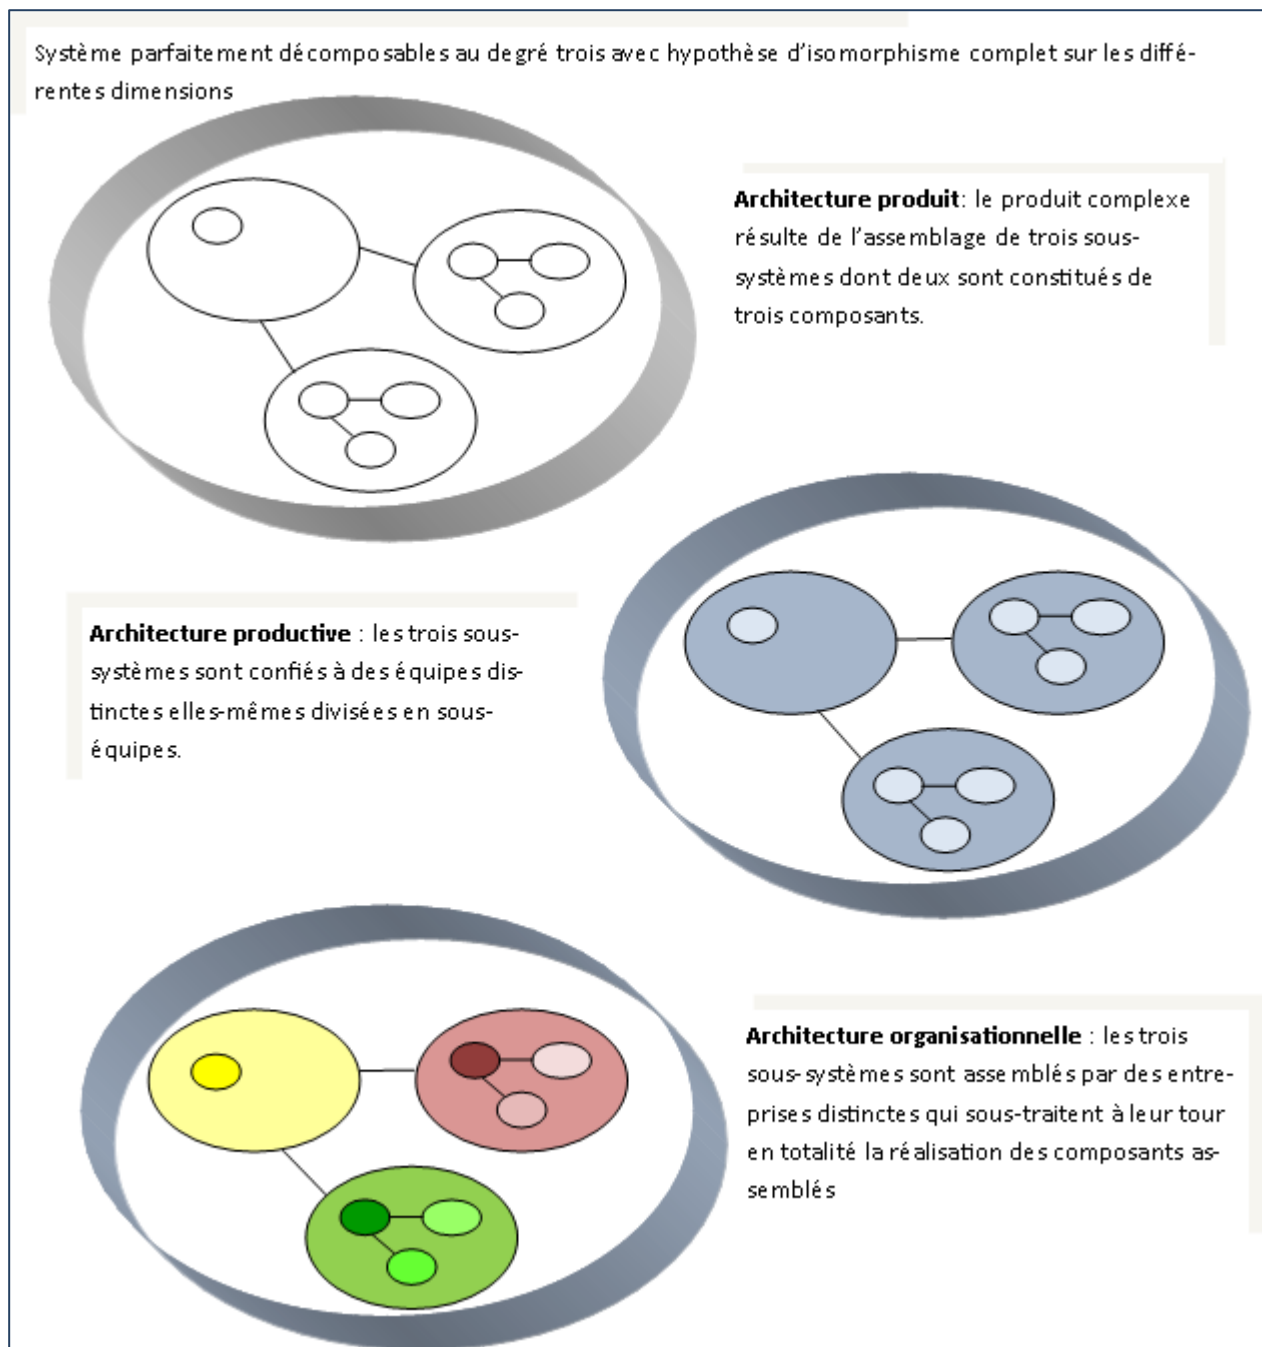 Système parfaitement décomposables au degré trois avec hypothèse d'isomorphisme complet sur les diffé-
rentes dimensions
Architecture produit: le produit complexe
résulte de l'assemblage de trois sous-
systèmes dont deux sont constitués de
trois composants.
Architecture productive : les trois sous-
systèmes sont confiés à des équipes dis-
tinctes elles-mêmes divisées en sous-
équipes.
Architecture organisationnelle : les trois
sous-systèmes sont assemblés par des entre-
prises distinctes qui sous-traitent à leur tour
en totalité la réalisation des composants as-
semblés